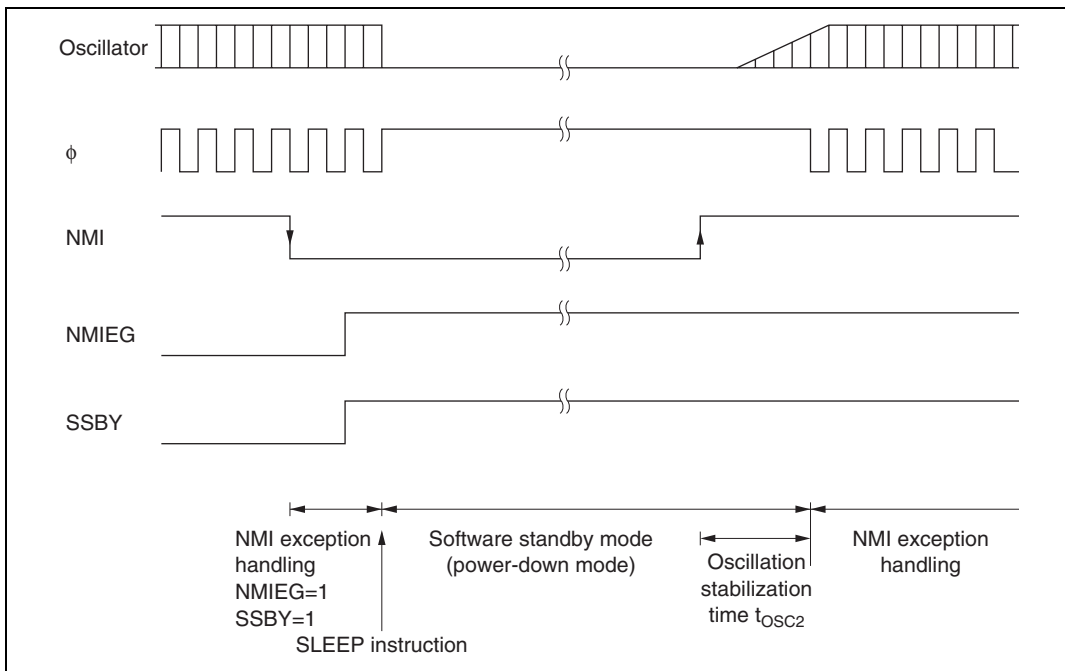 Oscillator
ϕ
NMI
NMIEG
SSBY
NMI exception
handling
NMIEG=1
SSBY=1
SLEEP instruction
Software standby mode
(power-down mode)
Oscillation
stabilization
time tOSC2
NMI exception
handling